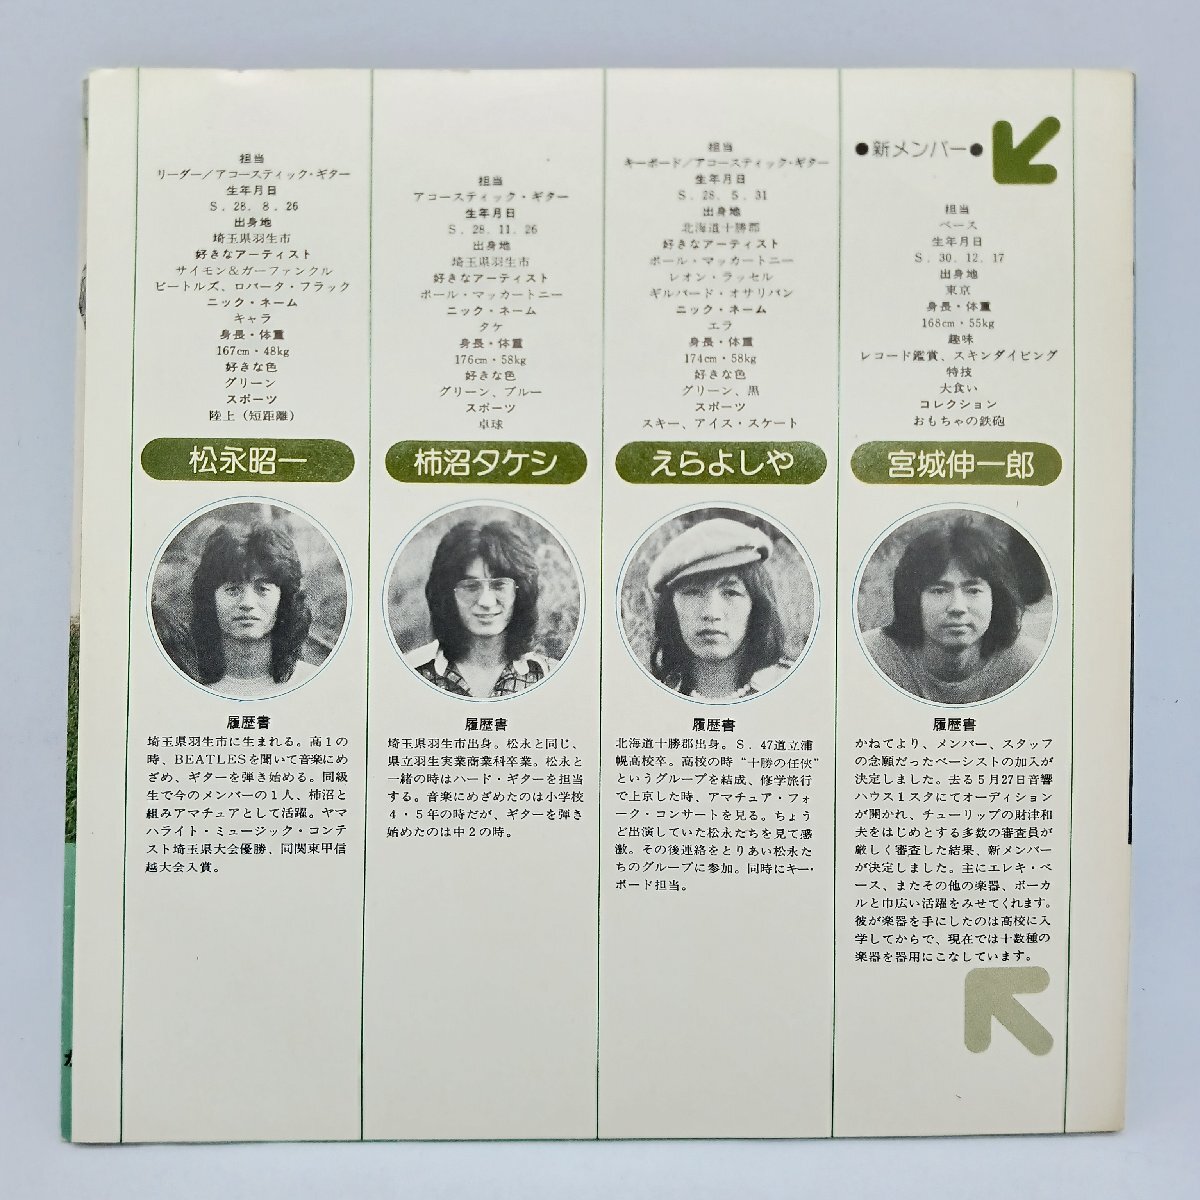 担当
リーダー/アコースティック・ギター
生年月日
S．28．8．26
出身地
埼玉県羽生市
好きなアーティスト
サイモン&ガーファンクル
ビートルズ、ロバータ・フラック
ニック・ネーム
キャラ
身長・体重
167cm・48kg
好きな色
グリーン
スポーツ
陸上（短距離）
松永昭一
履歴書
埼玉県羽生市に生まれる。高1の
時、BEATLESを聞いて音楽にめ
ざめ、ギターを弾き始める。同級
生で今のメンバーの1人、柿沼と
組みアマチュアとして活躍。ヤマ
ハライト・ミュージック・コンテ
スト埼玉県大会優勝、同関東甲信
越大会入賞。
担当
アコースティック・ギター
生年月日
S．28．11．26
出身地
埼玉県羽生市
好きなアーティスト
ポール・マッカートニー
ニック・ネーム
タケ
身長・体重
176cm・58kg
好きな色
グリーン、ブルー
スポーツ
卓球
柿沼タケシ
履歴書
埼玉県羽生市出身。松永と同じ、
県立羽生実業商業科卒業。松永と
一緒の時はハード・ギターを担当
する。音楽にめざめたのは小学校
4・5年の時だが、ギターを弾き
始めたのは中2の時。
担当
キーボード/アコースティック・ギター
生年月日
S．28．5．31
出身地
北海道十勝郡
好きなアーティスト
ポール・マッカートニー
レオン・ラッセル
ギルバード・オサリバン
ニック・ネーム
エラ
身長・体重
174cm・58kg
好きな色
グリーン、黒
スポーツ
スキー、アイス・スケート
えらよしや
履歴書
北海道十勝郡出身。S．47道立浦
幌高校卒。高校の時“十勝の任侠”
というグループを結成、修学旅行
で上京した時、アマチュア・フォ
ーク・コンサートを見る。ちょう
ど出演していた松永たちを見て感
激。その後連絡をとりあい松永た
ちのグループに参加。同時にキー・
ボード担当。
●新メンバー●
担当
ベース
生年月日
S．30．12．17
出身地
東京
身長・体重
168cm・55kg
趣味
レコード鑑賞、スキンダイビング
特技
大食い
コレクション
おもちゃの鉄砲
宮城伸一郎
履歴書
かねてより、メンバー、スタッフ
の念願だったベーシストの加入が
決定しました。去る5月27日音響
ハウス1スタにてオーディション
が開かれ、チューリップの財津和
夫をはじめとする多数の審査員が
厳しく審査した結果、新メンバー
が決定しました。主にエレキ・ベ
ース、またその他の楽器、ボーカ
ルと巾広い活躍をみせてくれます。
彼が楽器を手にしたのは高校に入
学してからで、現在では十数種の
楽器を器用にこなしています。